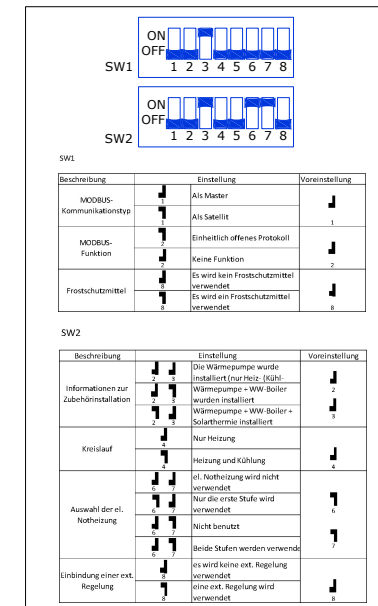 ON
OFF
SW1
1 2 3 4 5 6 7 8
ON
OFF
SW2
1 2 3 4 5 6 7 8
SW1
Beschreibung Einstellung Voreinstellung
MODBUS-
Kommunikationstyp
1 Als Master
1 Als Satellit
1
MODBUS-
Funktion
2 Einheitlich offenes Protokoll
2 Keine Funktion
2
Frostschutzmittel
8 Es wird kein Frostschutzmittel
verwendet
8 Es wird ein Frostschutzmittel
verwendet
8
SW2
Beschreibung Einstellung Voreinstellung
Informationen zur
Zubehörinstallation
2 3 Die Wärmepumpe wurde
installiert (nur Heiz- (Kühl-
2 3 Wärmepumpe + WW-Boiler
wurden installiert
2 3 Wärmepumpe + WW-Boiler +
Solarthermie installiert
2
3
Kreislauf
4 Nur Heizung
4 Heizung und Kühlung
4
Auswahl der el.
Notheizung
6 7 el. Notheizung wird nicht
verwendet
6 7 Nur die erste Stufe wird
verwendet
6 7 Nicht benutzt
6 7 Beide Stufen werden verwende
6
7
Einbindung einer ext.
Regelung
8 es wird keine ext. Regelung
verwendet
8 eine ext. Regelung wird
verwendet
8